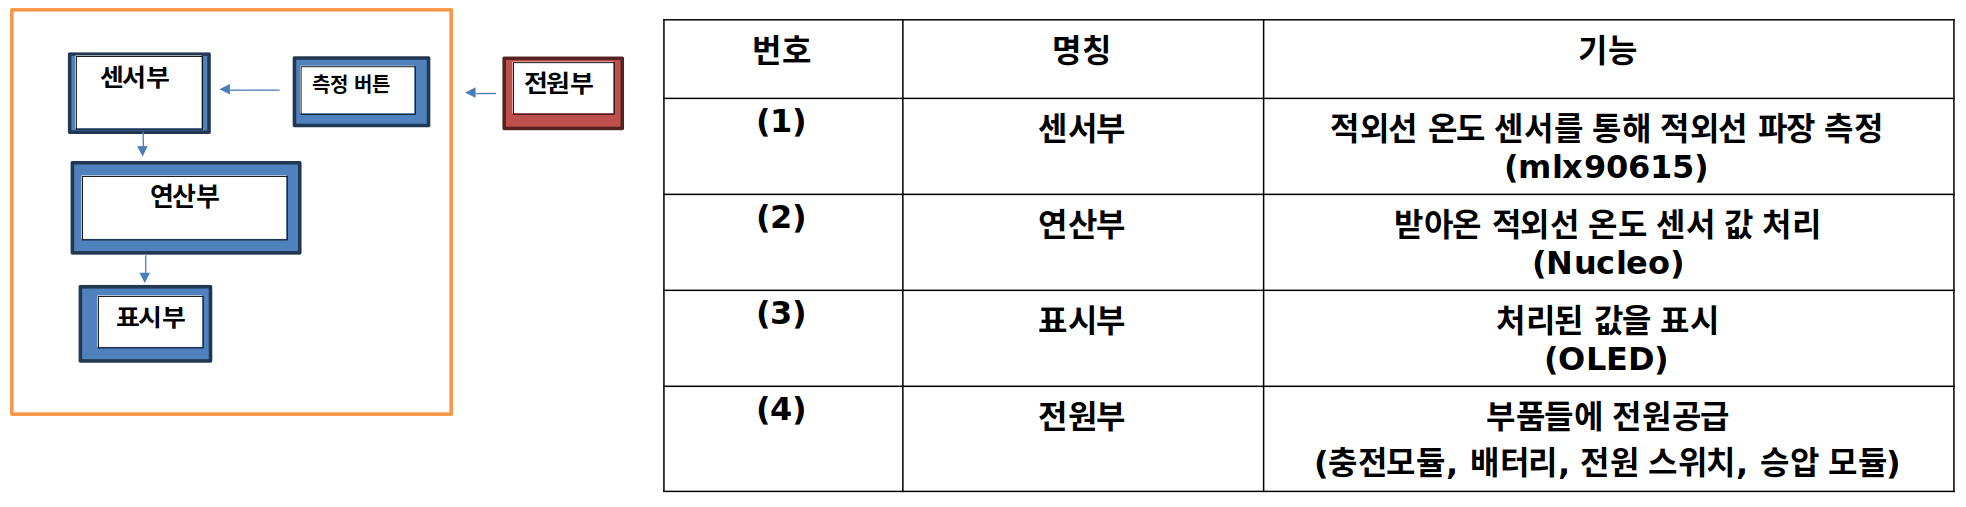 센서부
측정 버튼
전원부
연산부
표시부
번호 명칭 기능
(1) 센서부 적외선 온도 센서를 통해 적외선 파장 측정
(mlx90615)
(2) 연산부 받아온 적외선 온도 센서 값 처리
(Nucleo)
(3) 표시부 처리된 값을 표시
(OLED)
(4) 전원부 부품들에 전원공급
(충전모듈, 배터리, 전원 스위치, 승압 모듈)